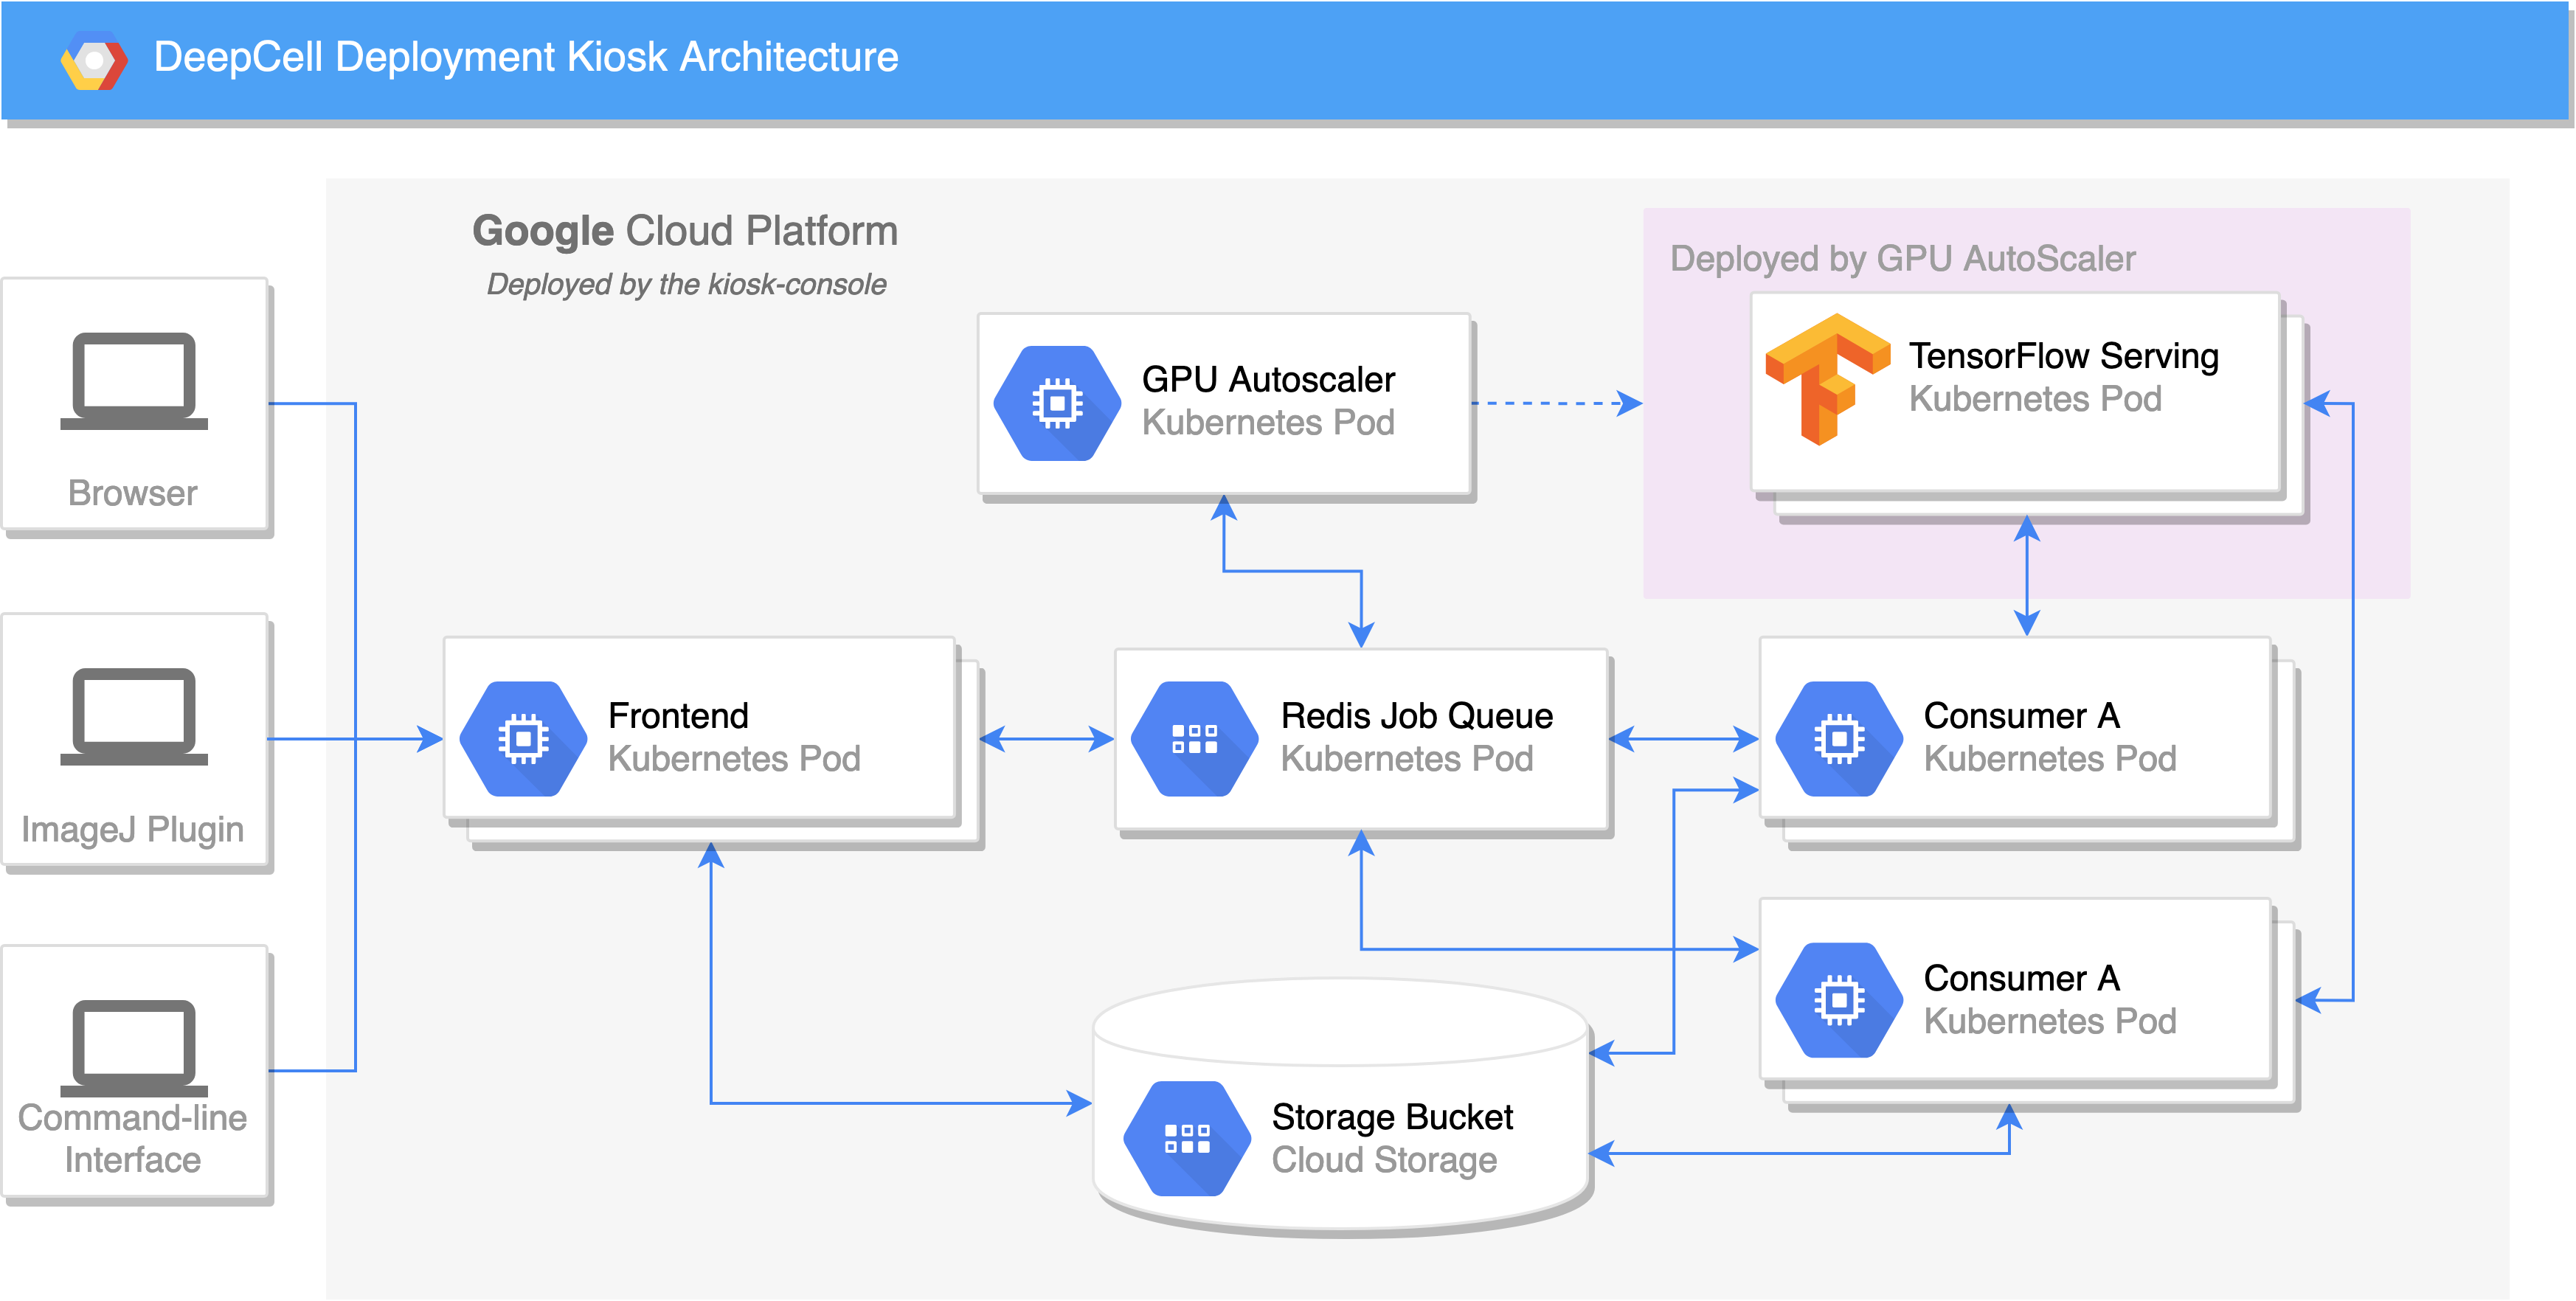 DeepCell Deployment Kiosk Architecture
Google Cloud Platform
Deployed by the kiosk-console
Deployed by GPU AutoScaler
Browser
ImageJ Plugin
Command-line
Interface
GPU Autoscaler
Kubernetes Pod
TensorFlow Serving
Kubernetes Pod
Frontend
Kubernetes Pod
Redis Job Queue
Kubernetes Pod
Consumer A
Kubernetes Pod
Consumer A
Kubernetes Pod
Storage Bucket
Cloud Storage